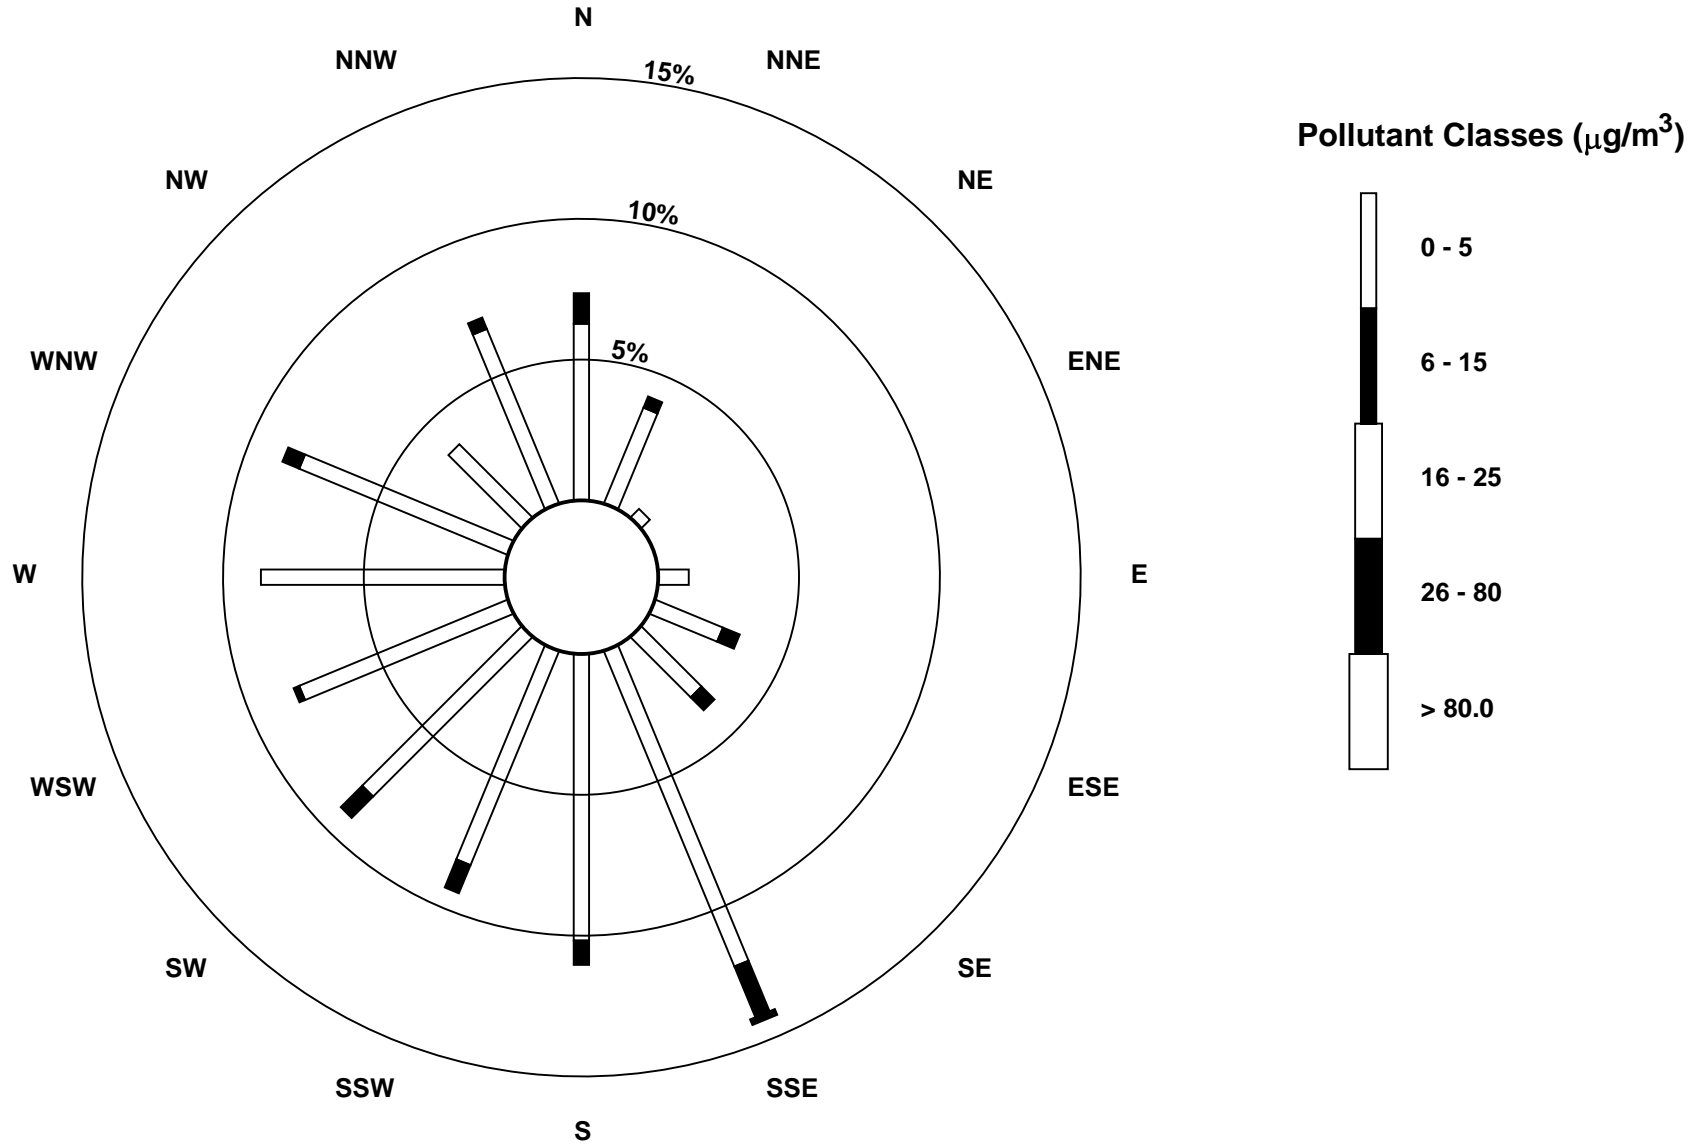 N
NNW
NNE
15%
NW
NE
10%
WNW
5%
ENE
W
E
WSW
ESE
SW
SE
SSW
SSE
S
Pollutant Classes (μg/m³)
0 - 5
6 - 15
16 - 25
26 - 80
> 80.0